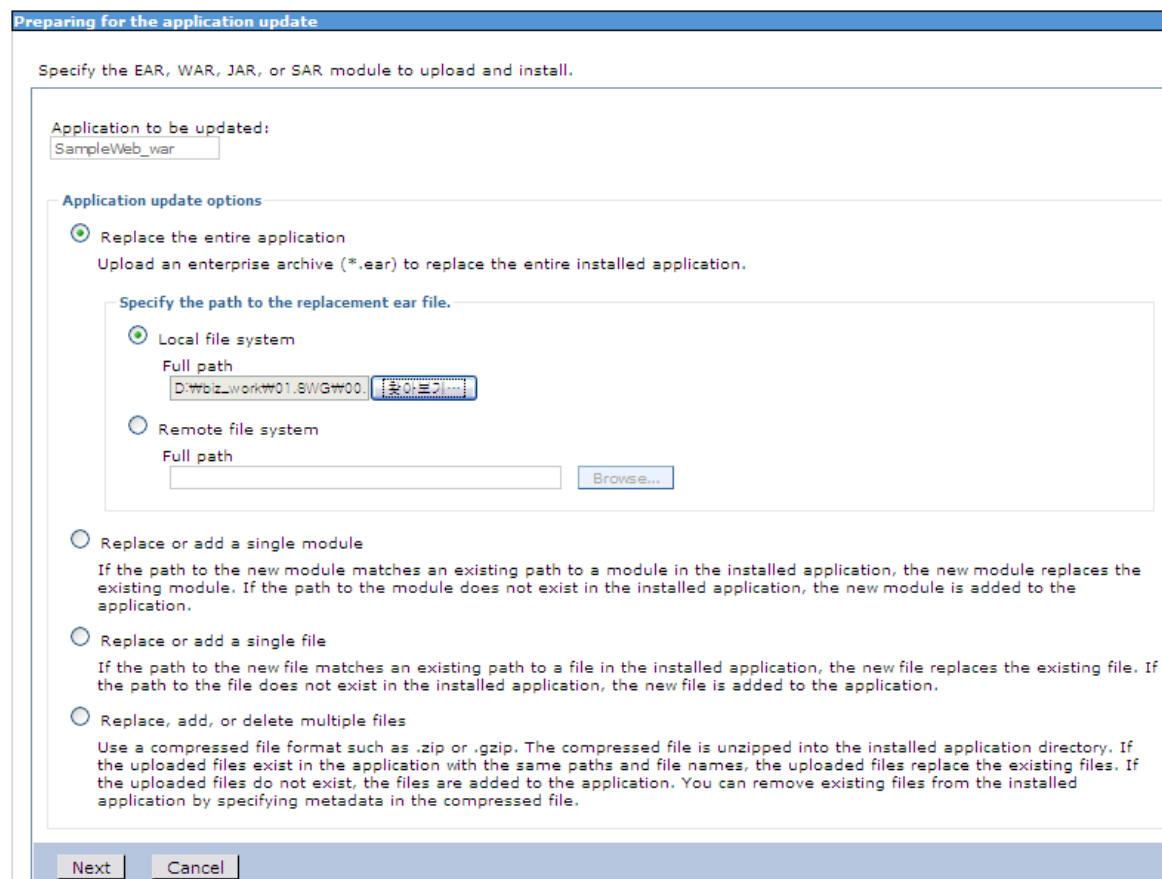 Preparing for the application update
Specify the EAR, WAR, JAR, or SAR module to upload and install.
Application to be updated:
SampleWeb_war
Application update options
Replace the entire application
Upload an enterprise archive (*.ear) to replace the entire installed application.
Specify the path to the replacement ear file.
Local file system
Full path
D:₩biz_work₩01.SWG₩00. 찾아보기...
Remote file system
Full path
Browse...
Replace or add a single module
If the path to the new module matches an existing path to a module in the installed application, the new module replaces the
existing module. If the path to the module does not exist in the installed application, the new module is added to the
application.
Replace or add a single file
If the path to the new file matches an existing path to a file in the installed application, the new file replaces the existing file. If
the path to the file does not exist in the installed application, the new file is added to the application.
Replace, add, or delete multiple files
Use a compressed file format such as .zip or .gzip. The compressed file is unzipped into the installed application directory. If
the uploaded files exist in the application with the same paths and file names, the uploaded files replace the existing files. If
the uploaded files do not exist, the files are added to the application. You can remove existing files from the installed
application by specifying metadata in the compressed file.
Next Cancel